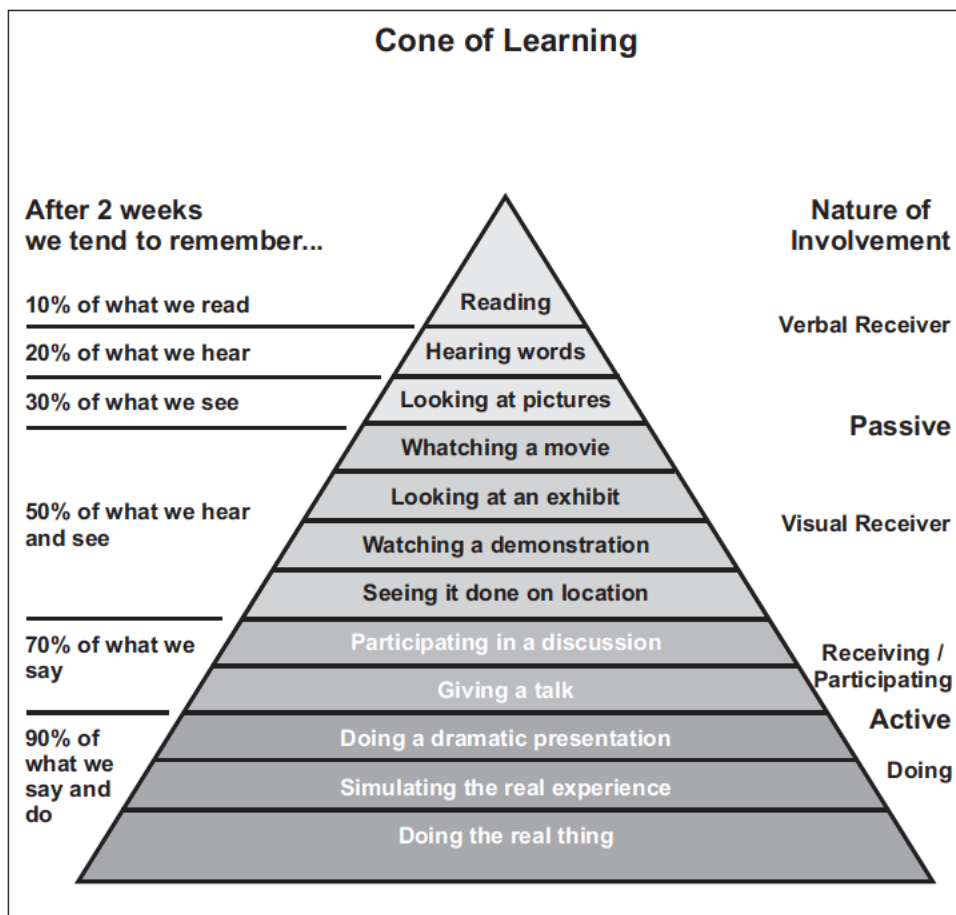 Cone of Learning
After 2 weeks
we tend to remember...
Nature of
Involvement
10% of what we read
Reading
Verbal Receiver
20% of what we hear
Hearing words
30% of what we see
Looking at pictures
Passive
Whatching a movie
50% of what we hear
and see
Looking at an exhibit
Visual Receiver
Watching a demonstration
Seeing it done on location
70% of what we
say
Participating in a discussion
Receiving /
Participating
Giving a talk
Active
90% of
what we
say and
do
Doing a dramatic presentation
Doing
Simulating the real experience
Doing the real thing